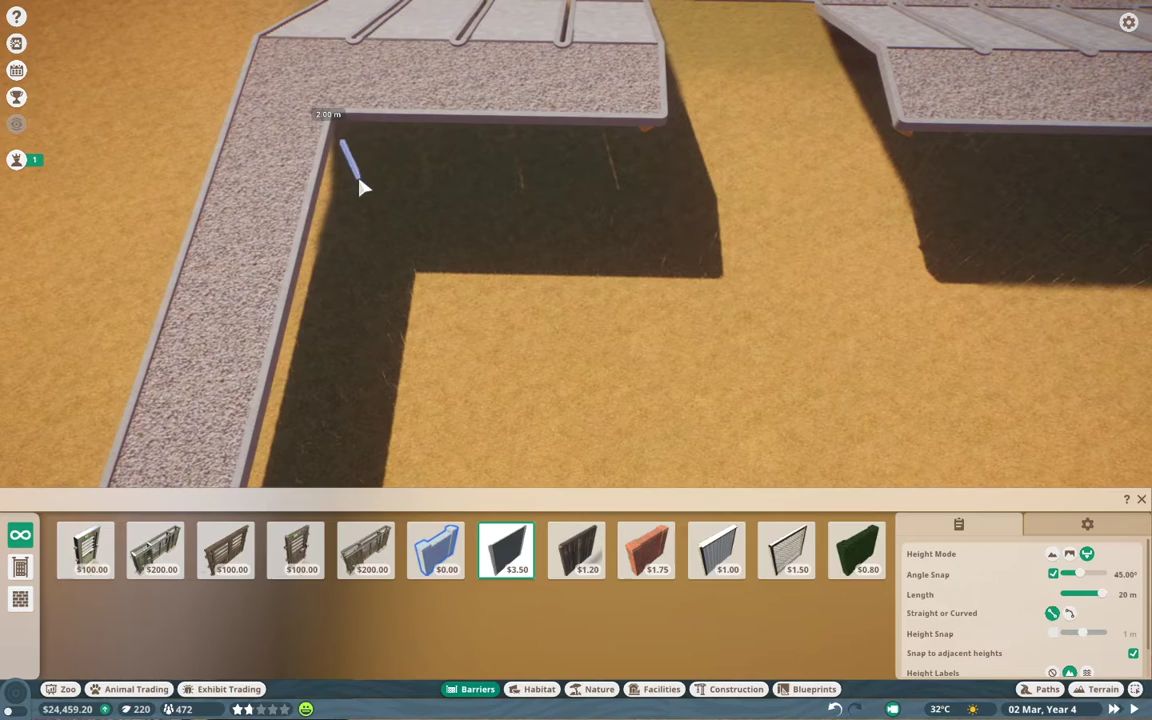 ?
1
2.00 m
?
$100.00
$200.00
$100.00
$100.00
$200.00
$0.00
$3.50
$1.20
$1.75
$1.00
$1.50
$0.80
Height Mode
Angle Snap
45.00°
Length
20 m
Straight or Curved
Height Snap
1 m
Snap to adjacent heights
Height Labels
Zoo
Animal Trading
Exhibit Trading
Barriers
Habitat
Nature
Facilities
Construction
Blueprints
Paths
Terrain
$24,459.20
220
472
32°C
02 Mar, Year 4